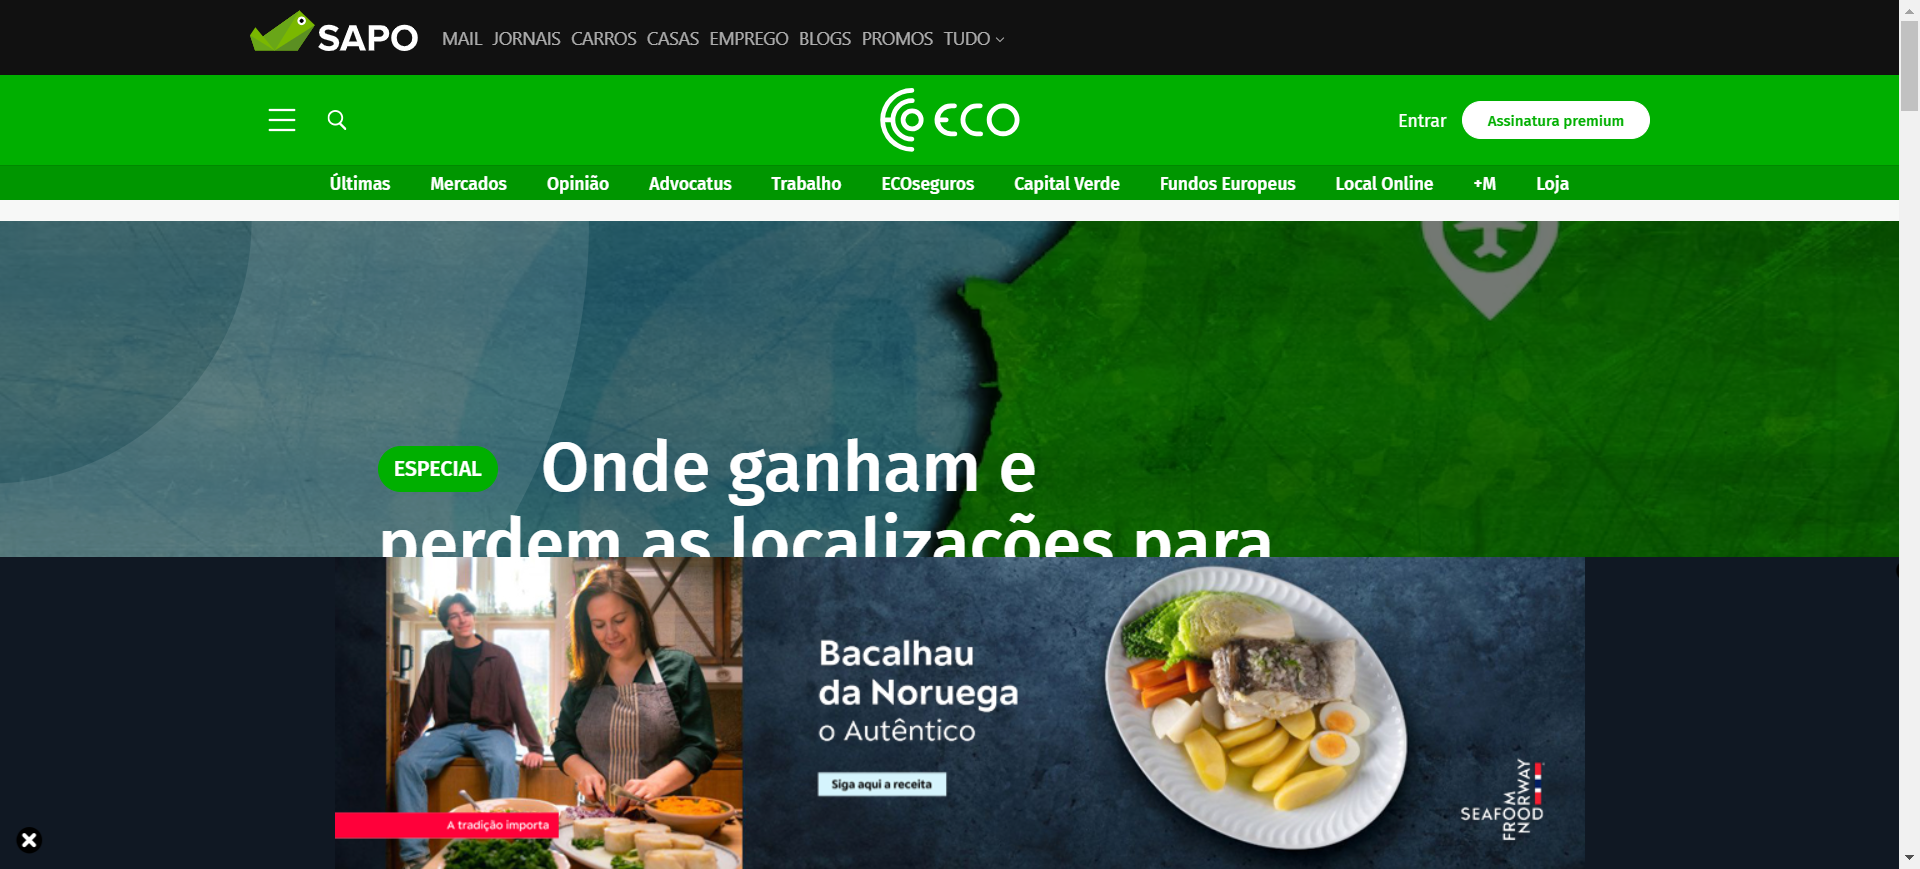 SAPO MAIL JORNAIS CARROS CASAS EMPREGO BLOGS PROMOS TUDO
ECO Entrar Assinatura premium
Últimas Mercados Opinião Advocatus Trabalho ECOseguros Capital Verde Fundos Europeus Local Online +M Loja
ESPECIAL Onde ganham e
perdem as localizações para
Bacalhau
da Noruega
o Autêntico
Siga aqui a receita
A tradição importa
SEAFOOD
FROM
NORWAY